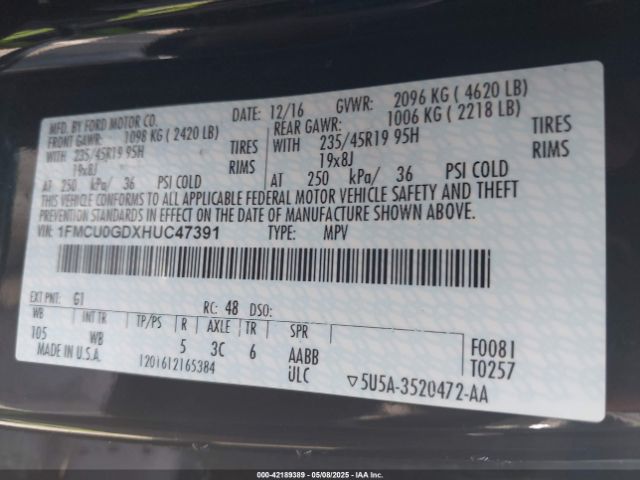 MFD. BY FORD MOTOR CO. DATE: 12/16 GVWR: 2096 KG ( 4620 LB)
FRONT GAWR: 1098 KG ( 2420 LB) REAR GAWR: 1006 KG ( 2218 LB)
WITH 235/45R19 95H TIRES WITH 235/45R19 95H TIRES
19x8J RIMS 19x8J RIMS
AT 250 kPa/ 36 PSI COLD AT 250 kPa/ 36 PSI COLD
THIS VEHICLE CONFORMS TO ALL APPLICABLE FEDERAL MOTOR VEHICLE SAFETY AND THEFT
PREVENTION STANDARDS IN EFFECT ON THE DATE OF MANUFACTURE SHOWN ABOVE.
VIN: 1FMCU0GDXHUC47391 TYPE: MPV
EXT PNT: G1 RC: 48 DSO:
WB INT TR TP/PS R AXLE TR SPR
105 WB 5 3C 6 AABB F0081
MADE IN U.S.A. 1201612165384 ULC T0257
▽5U5A-3520472-AA
000-42189389 - 05/08/2025 - IAA Inc.